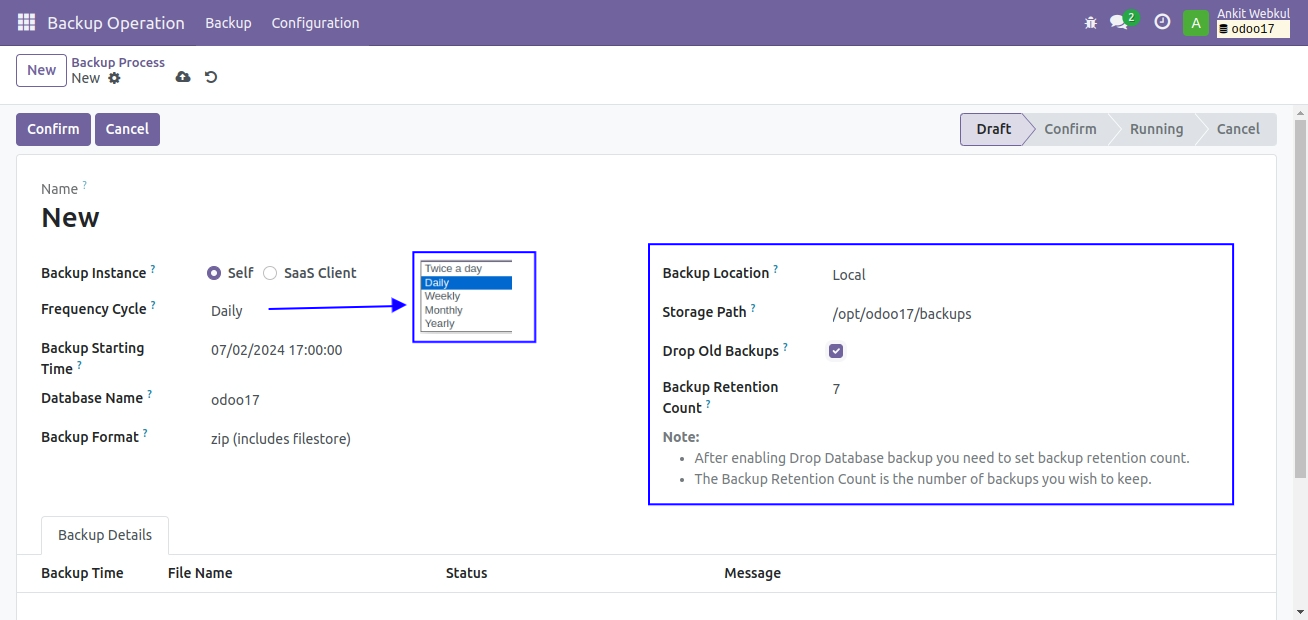 Backup Operation Backup Configuration 2 A Ankit Webkul
odoo17
New Backup Process
New
Confirm Cancel Draft Confirm Running Cancel
Name ?
New
Backup Instance ? Self SaaS Client
Frequency Cycle ? Daily
Twice a day
Daily
Weekly
Monthly
Yearly
Backup Starting
Time ? 07/02/2024 17:00:00
Database Name ? odoo17
Backup Format ? zip (includes filestore)
Backup Location ? Local
Storage Path ? /opt/odoo17/backups
Drop Old Backups ?
Backup Retention
Count ? 7
Note:
• After enabling Drop Database backup you need to set backup retention count.
• The Backup Retention Count is the number of backups you wish to keep.
Backup Details
Backup Time File Name Status Message